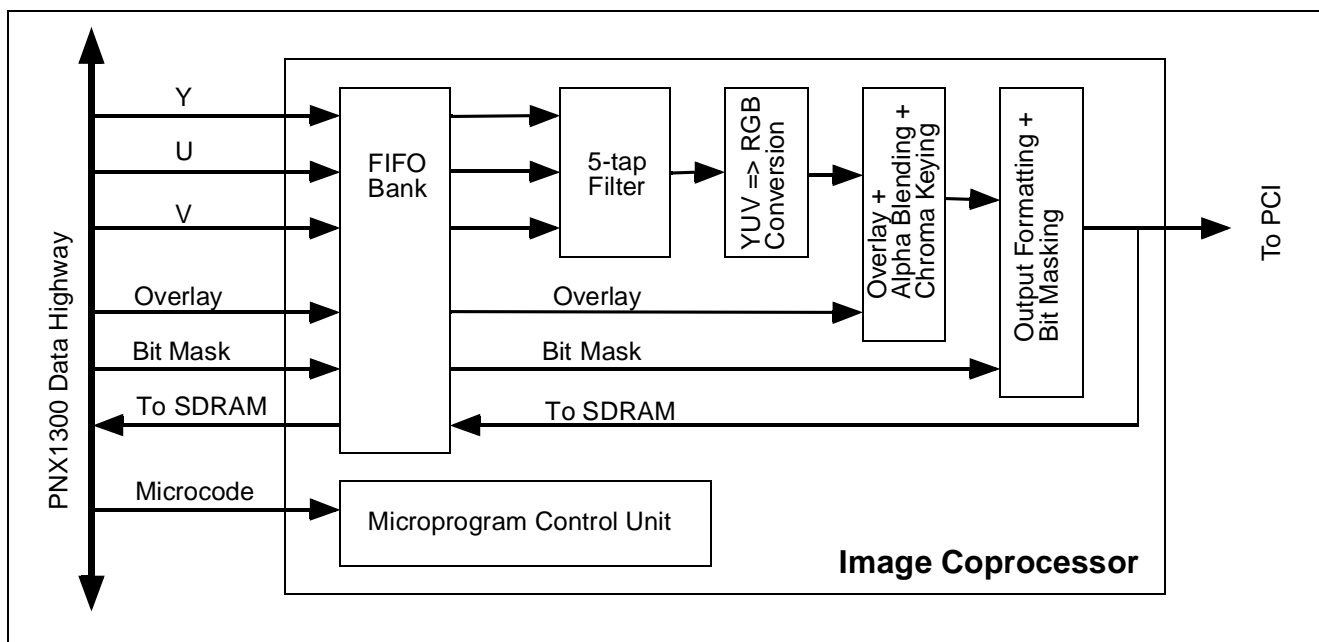 PNX1300 Data Highway
Y
U
V
Overlay
Bit Mask
To SDRAM
Microcode
FIFO
Bank
5-tap
Filter
YUV => RGB
Conversion
Overlay +
Alpha Blending +
Chroma Keying
Output Formatting +
Bit Masking
Overlay
Bit Mask
To SDRAM
Microprogram Control Unit
Image Coprocessor
To PCI